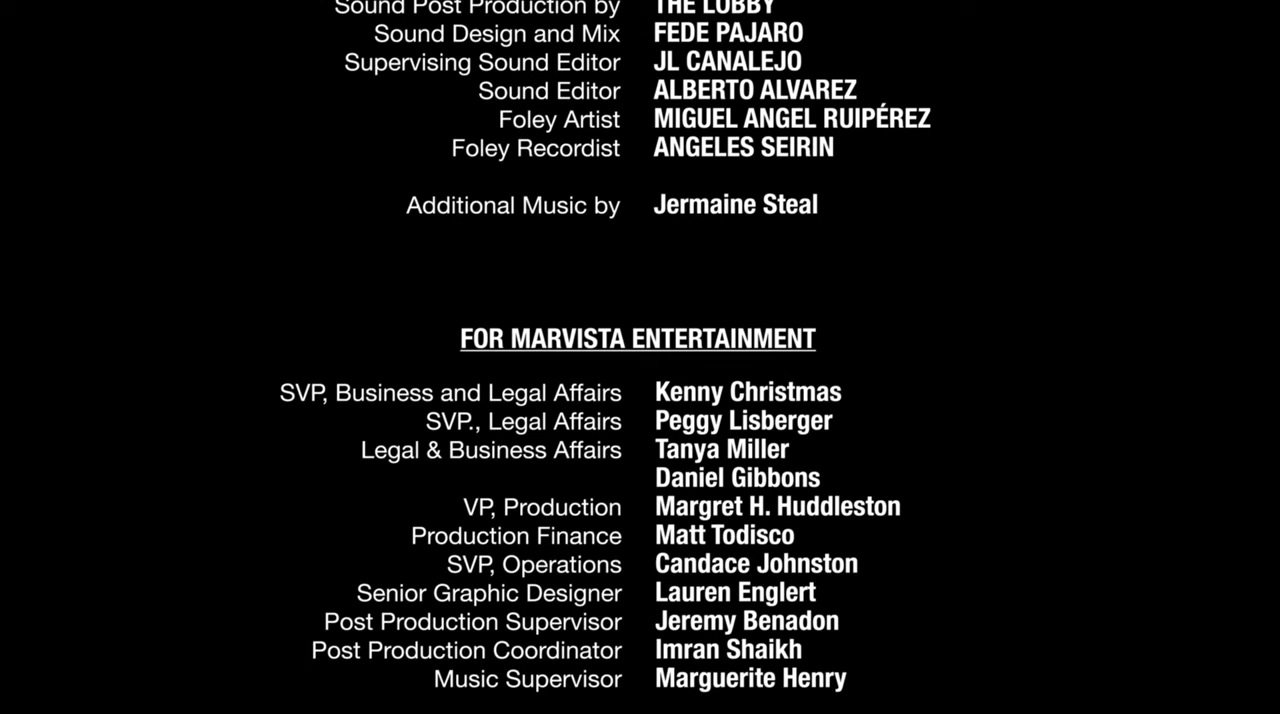 Sound Post Production by THE LOBBY
Sound Design and Mix FEDE PAJARO
Supervising Sound Editor JL CANALEJO
Sound Editor ALBERTO ALVAREZ
Foley Artist MIGUEL ANGEL RUIPÉREZ
Foley Recordist ANGELES SEIRIN
Additional Music by Jermaine Steal
FOR MARVISTA ENTERTAINMENT
SVP, Business and Legal Affairs Kenny Christmas
SVP., Legal Affairs Peggy Lisberger
Legal & Business Affairs Tanya Miller
Daniel Gibbons
VP, Production Margret H. Huddleston
Production Finance Matt Todisco
SVP, Operations Candace Johnston
Senior Graphic Designer Lauren Englert
Post Production Supervisor Jeremy Benadon
Post Production Coordinator Imran Shaikh
Music Supervisor Marguerite Henry